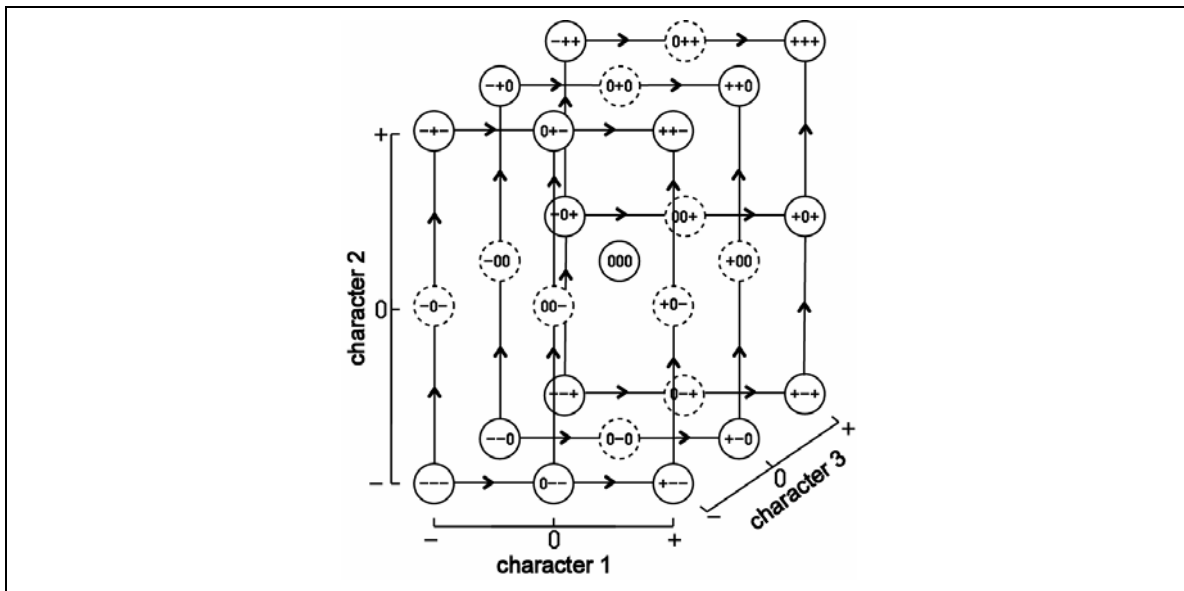 -++ 0++ +++
-+0 0+0 ++0
+ -+- 0+- ++-
-0+ 00+ +0+
-00 000 +00
character 2
0 -0- 00- +0-
--+ 0-+ +-+
--0 0-0 +-0
+
0
character 3
-
- --- 0-- +--
- 0 +
character 1